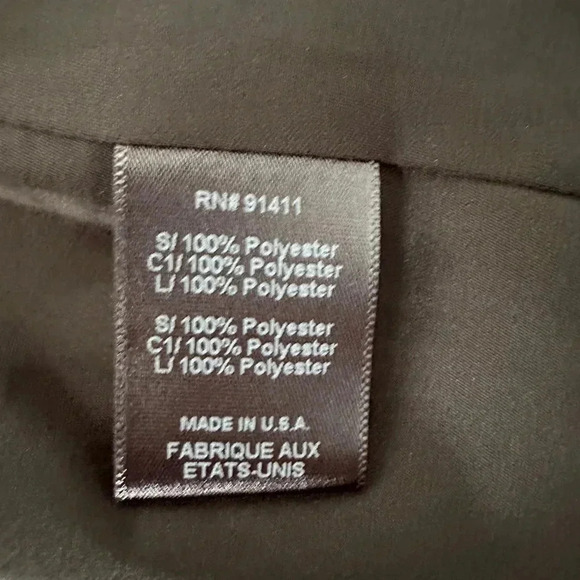 RN# 91411
S/ 100% Polyester
C1/ 100% Polyester
L/ 100% Polyester
S/ 100% Polyester
C1/ 100% Polyester
L/ 100% Polyester
MADE IN U.S.A.
FABRIQUE AUX
ETATS-UNIS